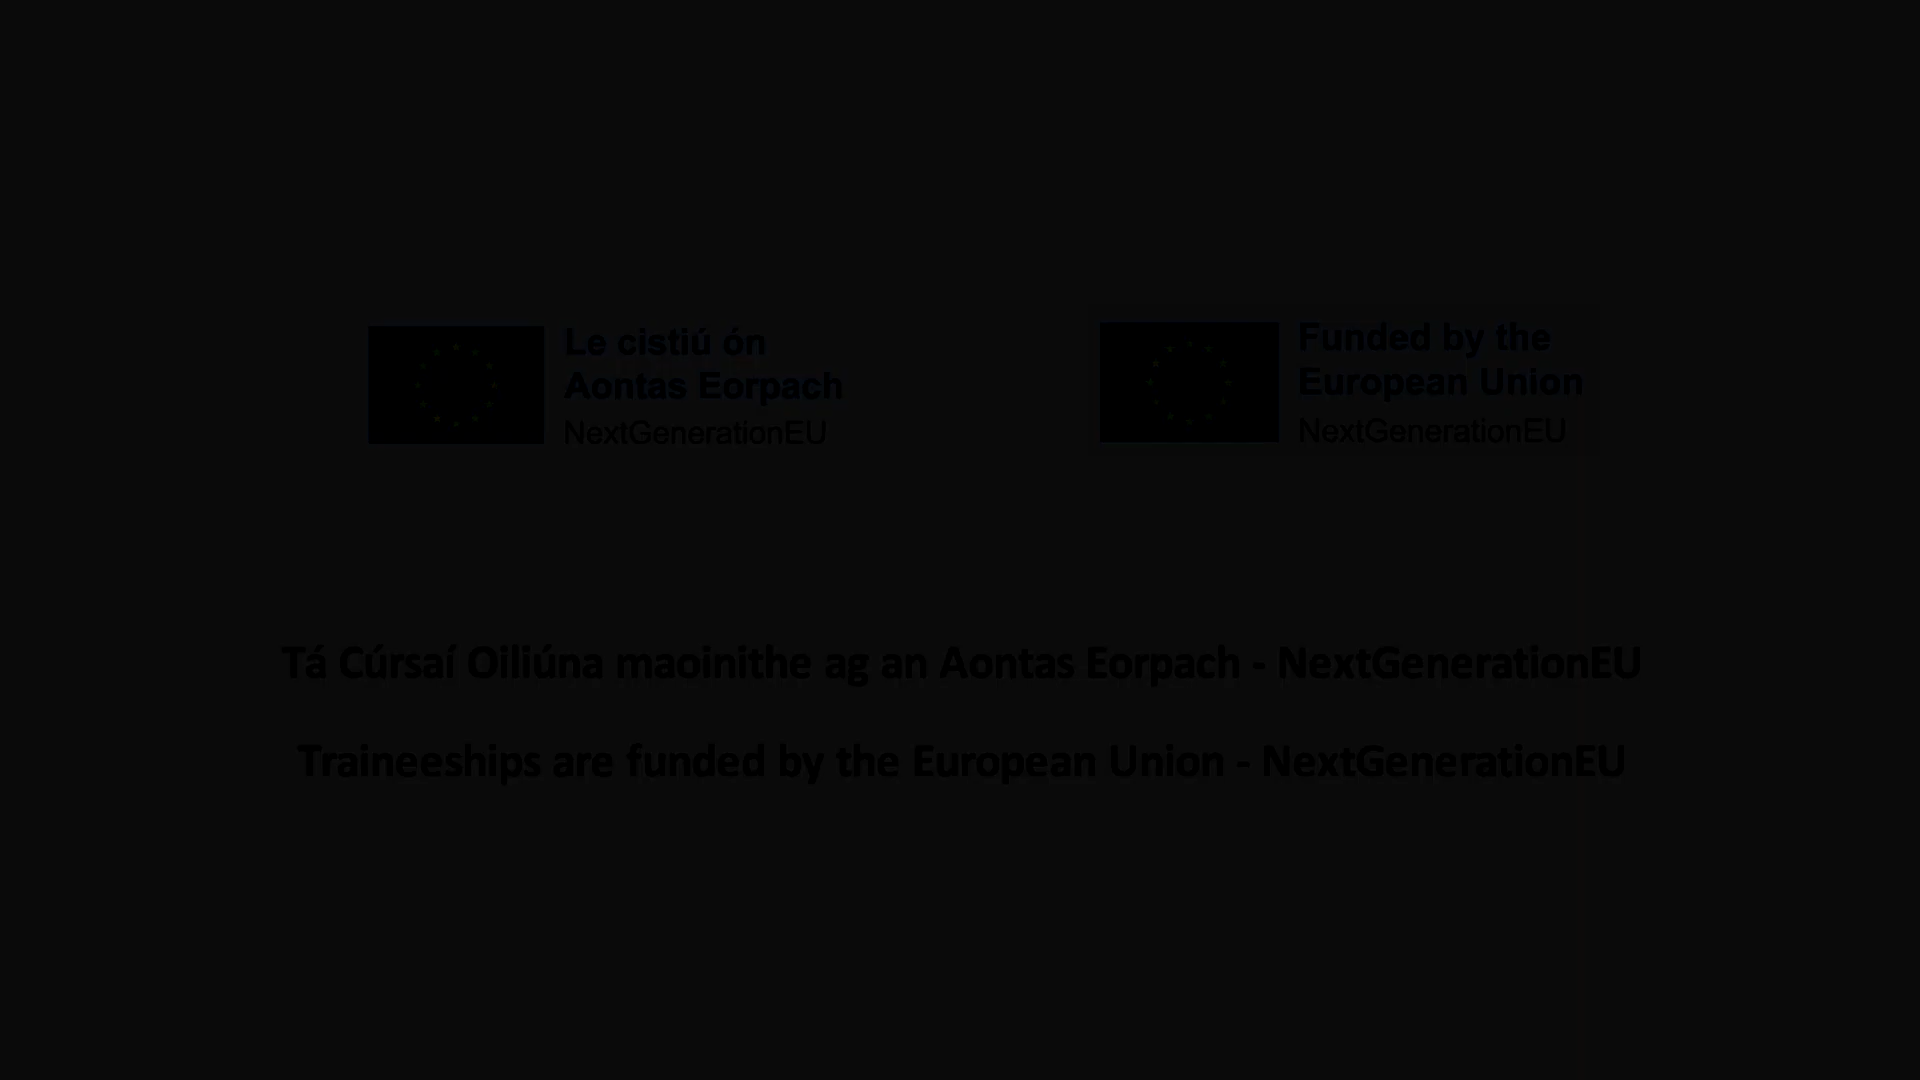 Le cistiú ón
Aontas Eorpach
NextGenerationEU
Funded by the
European Union
NextGenerationEU
Tá Cúrsaí Oiliúna maoinithe ag an Aontas Eorpach - NextGenerationEU
Traineeships are funded by the European Union - NextGenerationEU